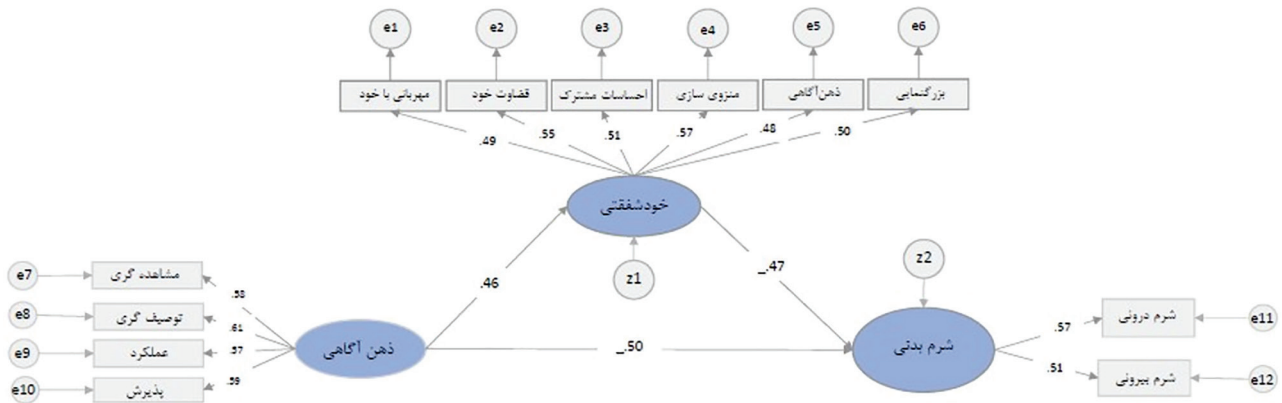 e1
e2
e3
e4
e5
e6
مهربانی با خود
قضاوت خود
احساسات مشترک
منزوی سازی
ذهن‌آگاهی
بزرگنمایی
.49
.55
.51
.57
.48
.50
خودشفقتی
z1
z2
.46
_.47
_.50
e7
مشاهده گری
.58
e8
توصیف گری
.61
e9
عملکرد
.57
e10
پذیرش
.59
ذهن آگاهی
شرم بدنی
.57
شرم درونی
e11
.51
شرم بیرونی
e12